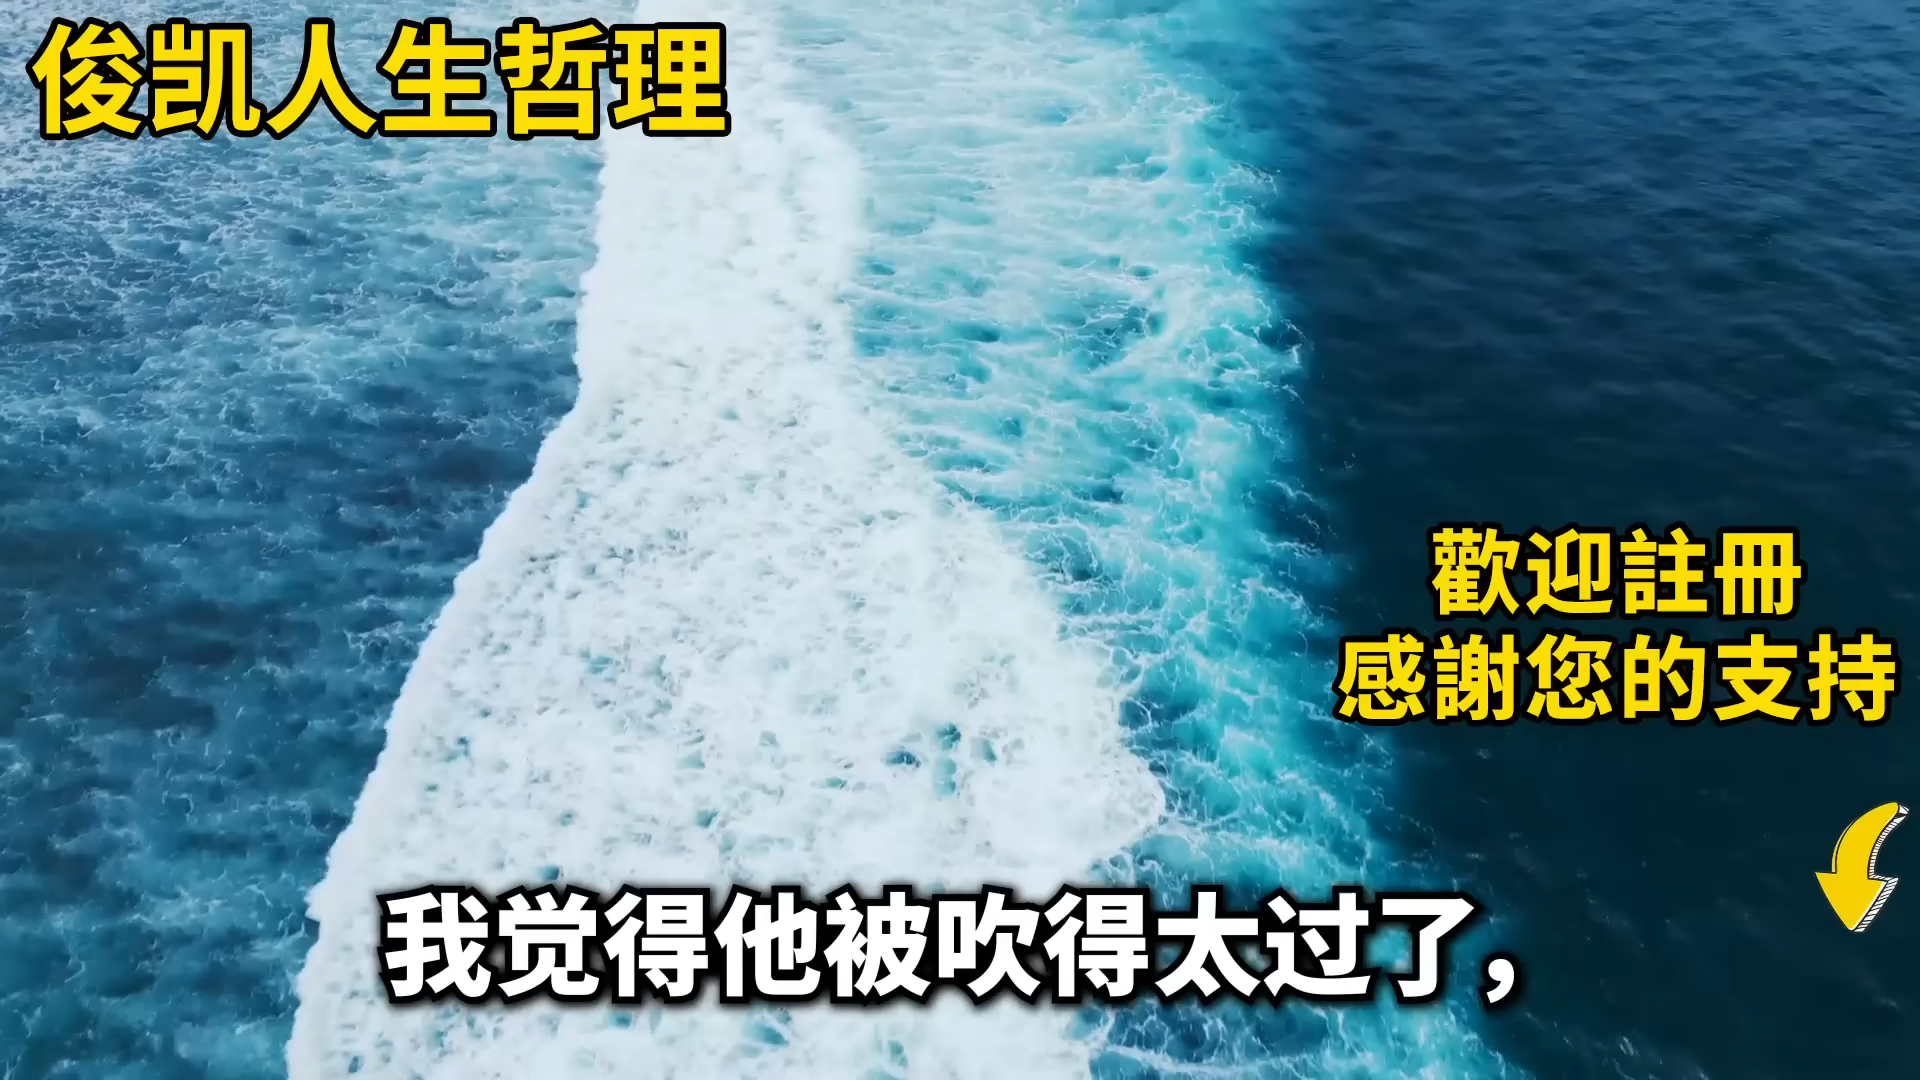 俊凯人生哲理
歡迎註冊
感謝您的支持
我觉得他被吹得太过了，